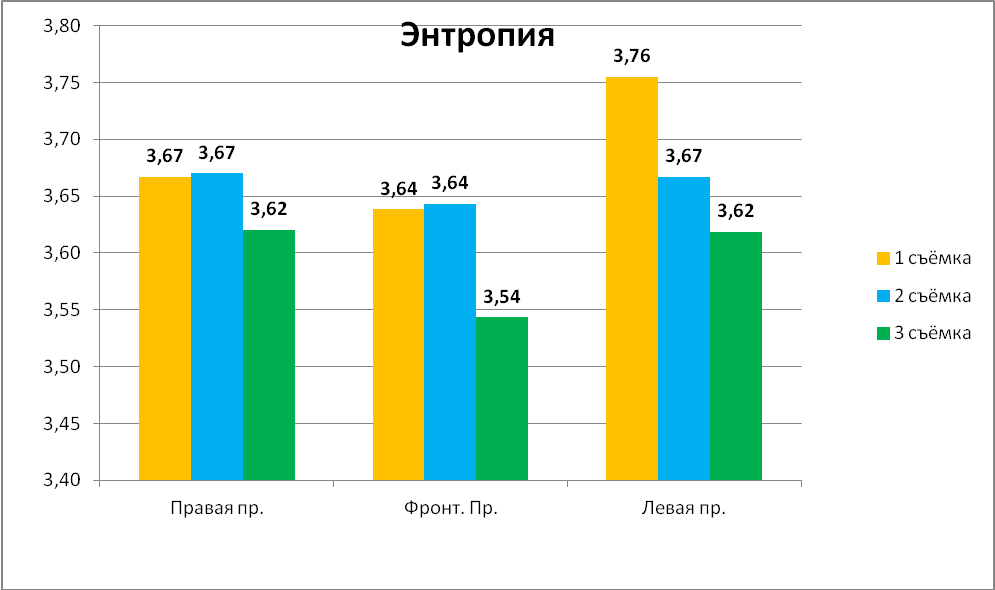 Энтропия
3,80
3,75
3,70
3,65
3,60
3,55
3,50
3,45
3,40
3,67
3,67
3,62
3,64
3,64
3,54
3,76
3,67
3,62
Правая пр.
Фронт. Пр.
Левая пр.
1 съёмка
2 съёмка
3 съёмка